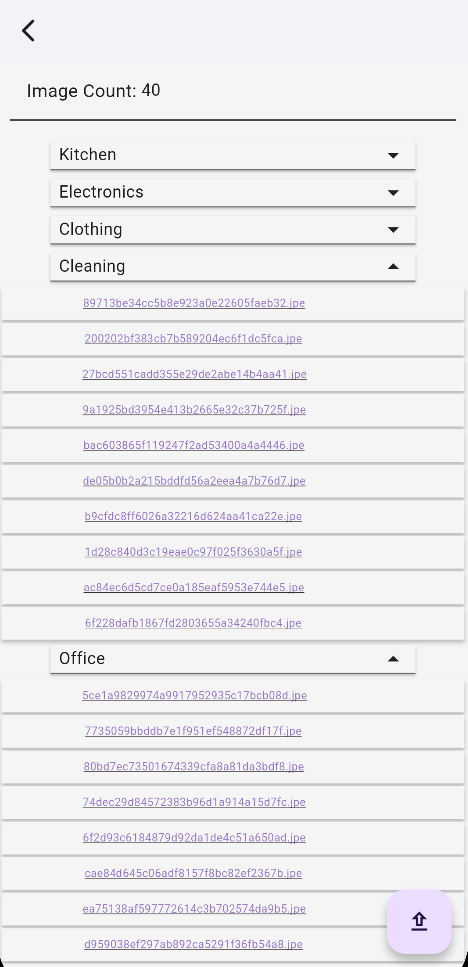 Image Count: 40
Kitchen
Electronics
Clothing
Cleaning
89713be34cc5b8e923a0e22605faeb32.jpe
200202bf383cb7b589204ec6f1dc5fca.jpe
27bcd551cadd355e29de2abe14b4aa41.jpe
9a1925bd3954e413b2665e32c37b725f.jpe
bac603865f119247f2ad53400a4a4446.jpe
de05b0b2a215bddfd56a2eea4a7b76d7.jpe
b9cfdc8ff6026a32216d624aa41ca22e.jpe
1d28c840d3c19eae0c97f025f3630a5f.jpe
ac84ec6d5cd7ce0a185eaf5953e744e5.jpe
6f228dafb1867fd2803655a34240fbc4.jpe
Office
5ce1a9829974a9917952935c17bcb08d.jpe
7735059bbddb7e1f951ef548872df17f.jpe
80bd7ec73501674339cfa8a81da3bdf8.jpe
74dec29d84572383b96d1a914a15d7fc.jpe
6f2d93c6184879d92da1de4c51a650ad.jpe
cae84d645c06adf8157f8bc82ef2367b.jpe
ea75138af597772614c3b702574da9b5.jpe
d959038ef297ab892ca5291f36fb54a8.jpe